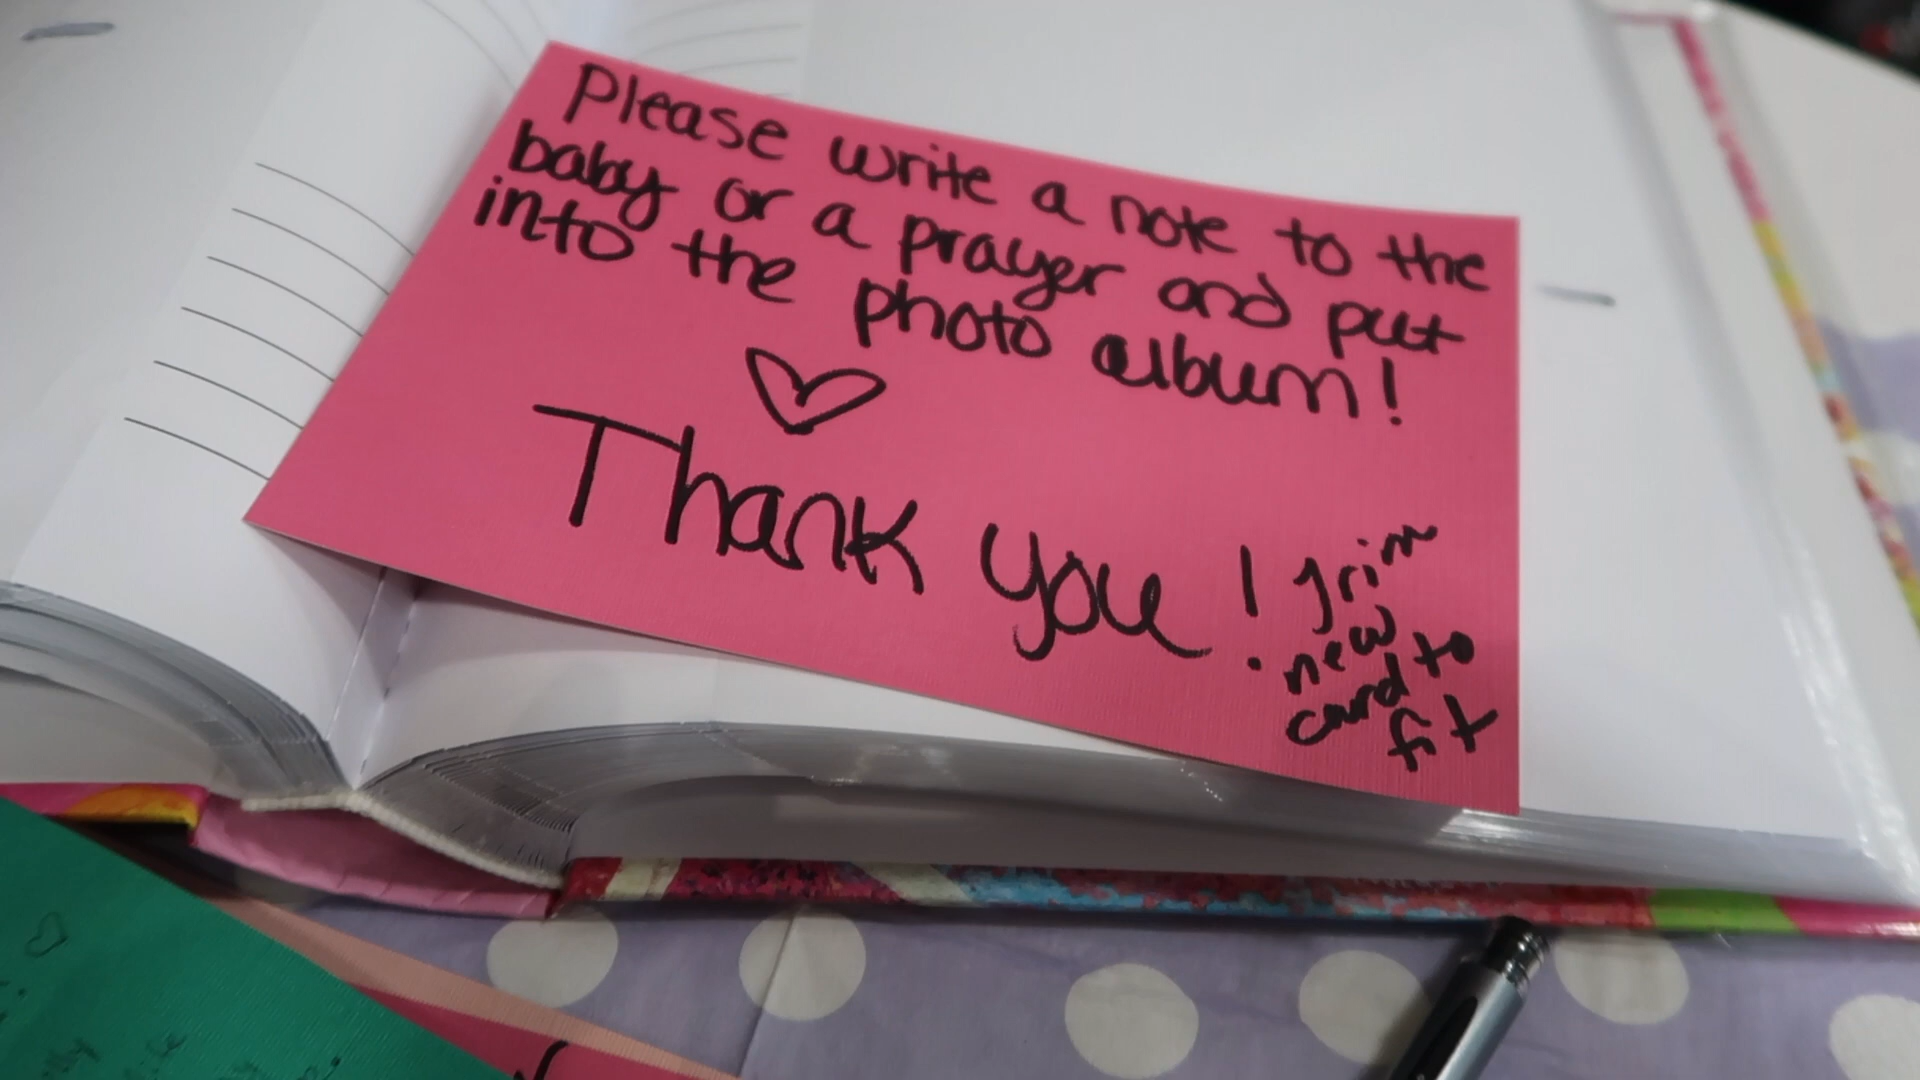 Please write a note to the
baby or a prayer and put
into the photo album!
Thank you!
Trim
new
card to
fit